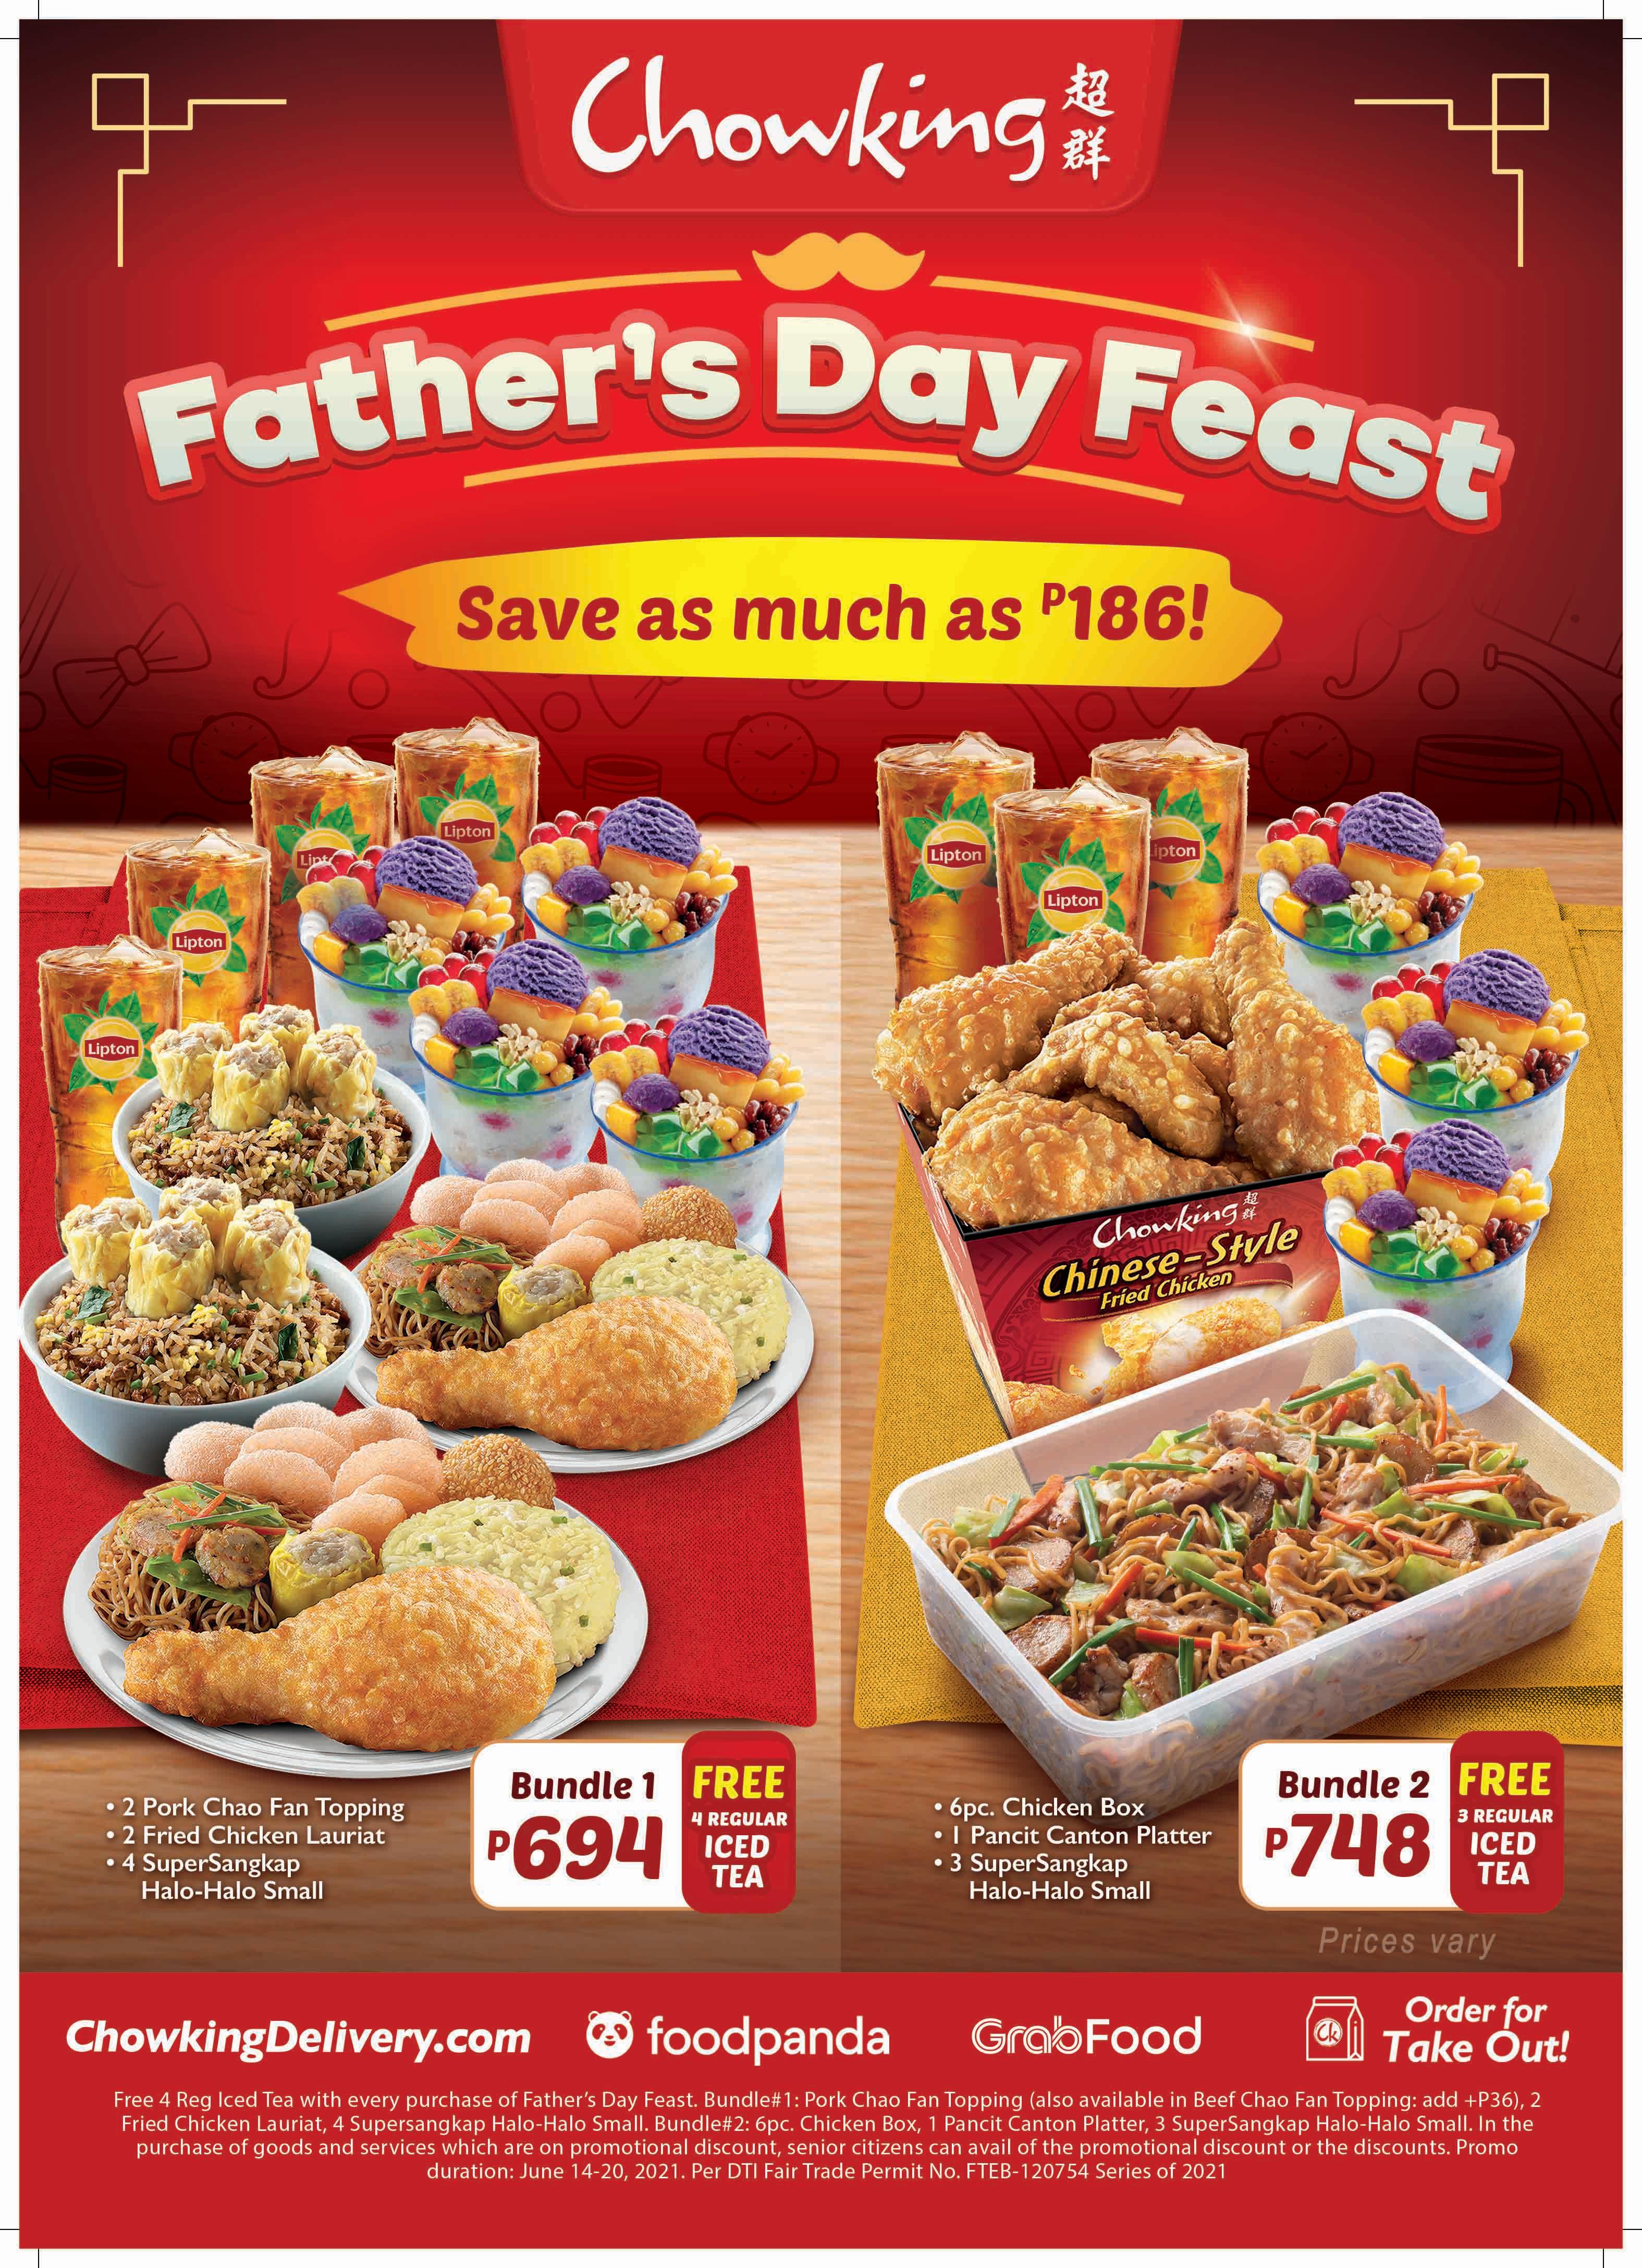 Chowking 超群
Father's Day Feast
Save as much as P186!
Lipton
Lipton
Lipton
Lipton
Lipton
Lipton
Chowking 超群
Chinese-Style
Fried Chicken
Bundle 1
P694
FREE
4 REGULAR
ICED
TEA
• 2 Pork Chao Fan Topping
• 2 Fried Chicken Lauriat
• 4 SuperSangkap
Halo-Halo Small
Bundle 2
P748
FREE
3 REGULAR
ICED
TEA
• 6pc. Chicken Box
• 1 Pancit Canton Platter
• 3 SuperSangkap
Halo-Halo Small
Prices vary
ChowkingDelivery.com
foodpanda
GrabFood
Ck
Order for
Take Out!
Free 4 Reg Iced Tea with every purchase of Father's Day Feast. Bundle#1: Pork Chao Fan Topping (also available in Beef Chao Fan Topping: add +P36), 2
Fried Chicken Lauriat, 4 Supersangkap Halo-Halo Small. Bundle#2: 6pc. Chicken Box, 1 Pancit Canton Platter, 3 SuperSangkap Halo-Halo Small. In the
purchase of goods and services which are on promotional discount, senior citizens can avail of the promotional discount or the discounts. Promo
duration: June 14-20, 2021. Per DTI Fair Trade Permit No. FTEB-120754 Series of 2021